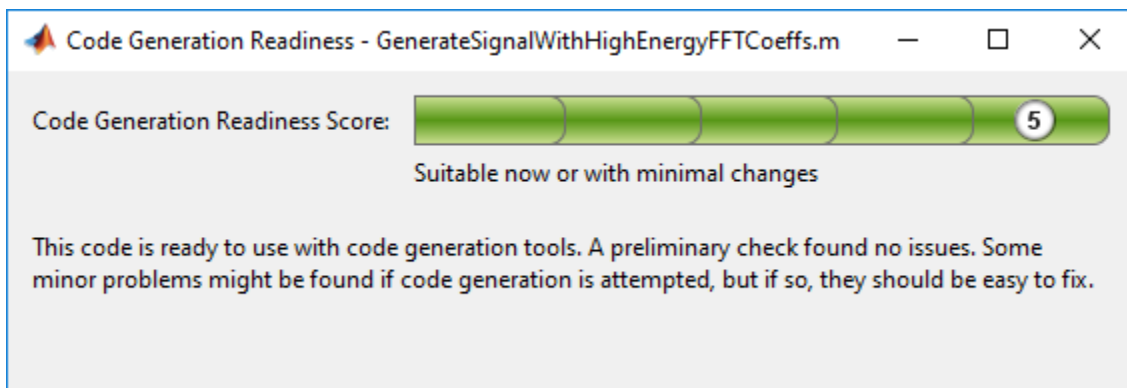 Code Generation Readiness - GenerateSignalWithHighEnergyFFTCoeffs.m
Code Generation Readiness Score:
5
Suitable now or with minimal changes
This code is ready to use with code generation tools. A preliminary check found no issues. Some
minor problems might be found if code generation is attempted, but if so, they should be easy to fix.